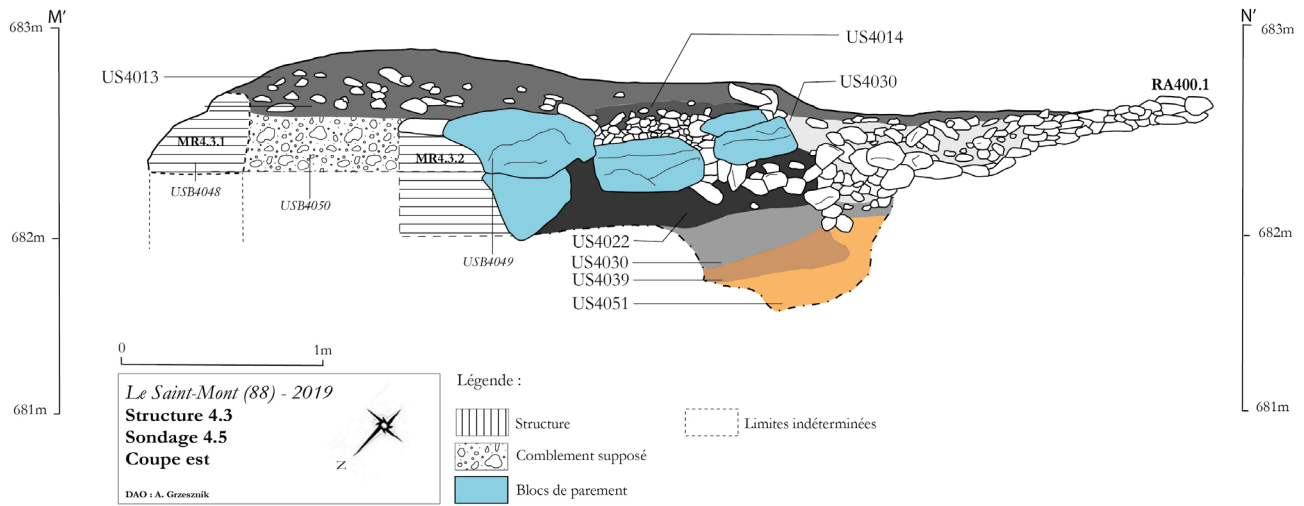 M'
N'
683m
683m
US4014
US4013
US4030
RA400.1
MR4.3.1
MR4.3.2
USB4048
USB4050
682m
682m
US4022
USB4049
US4030
US4039
US4051
0
1m
681m
681m
Le Saint-Mont (88) - 2019
Structure 4.3
Sondage 4.5
Coupe est
N
DAO : A. Grzesznik
Légende :
Structure
Limites indéterminées
Comblement supposé
Blocs de parement